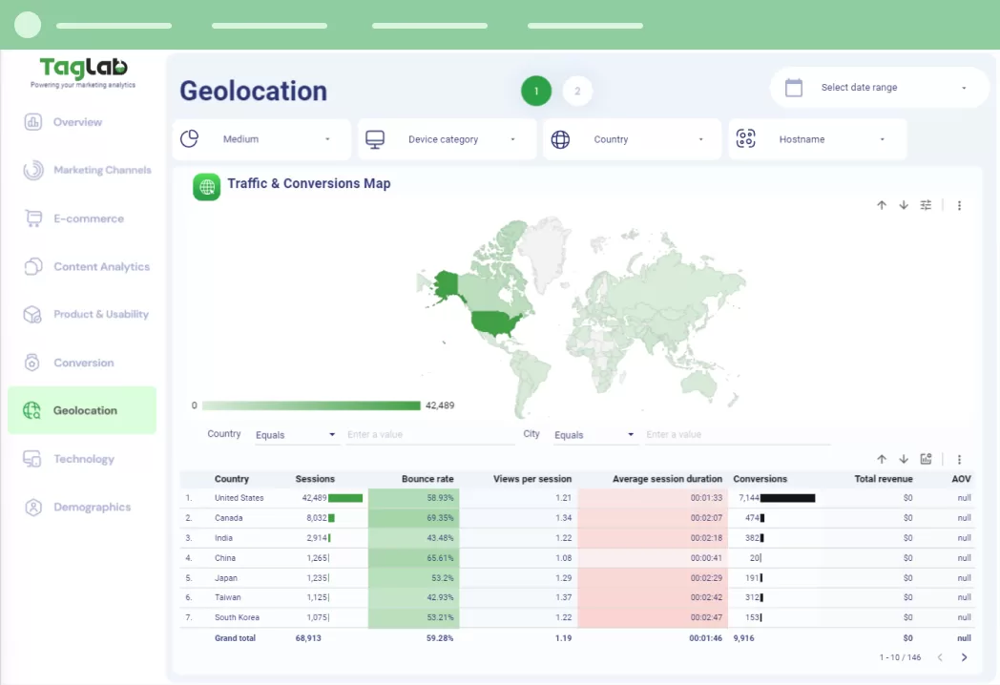 TagLab
Powering your marketing analytics
Overview
Marketing Channels
E-commerce
Content Analytics
Product & Usability
Conversion
Geolocation
Technology
Demographics
Geolocation
1
2
Select date range
Medium
Device category
Country
Hostname
Traffic & Conversions Map
0
42,489
Country Equals Enter a value City Equals Enter a value
Country Sessions Bounce rate Views per session Average session duration Conversions Total revenue AOV
1. United States 42,489 58.93% 1.21 00:01:33 7,144 $0 null
2. Canada 8,032 69.35% 1.34 00:02:07 474 $0 null
3. India 2,914 43.48% 1.22 00:02:18 382 $0 null
4. China 1,265 65.61% 1.08 00:00:41 20 $0 null
5. Japan 1,235 53.2% 1.29 00:02:29 191 $0 null
6. Taiwan 1,125 42.93% 1.37 00:02:42 312 $0 null
7. South Korea 1,075 53.21% 1.22 00:02:47 153 $0 null
Grand total 68,913 59.28% 1.19 00:01:46 9,916 $0 null
1 - 10 / 146